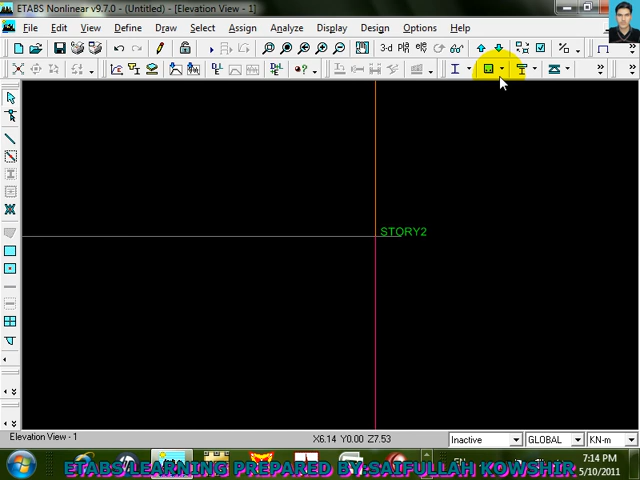 ETABS Nonlinear v9.7.0 - (Untitled) - [Elevation View - 1]
File Edit View Define Draw Select Assign Analyze Display Design Options Help
3-d
STORY2
Elevation View - 1
X6.14 Y0.00 Z7.53
Inactive
GLOBAL
KN-m
EN
7:14 PM
5/10/2011
ETABS LEARNING PREPARED BY:SAIFULLAH KOWSHIR